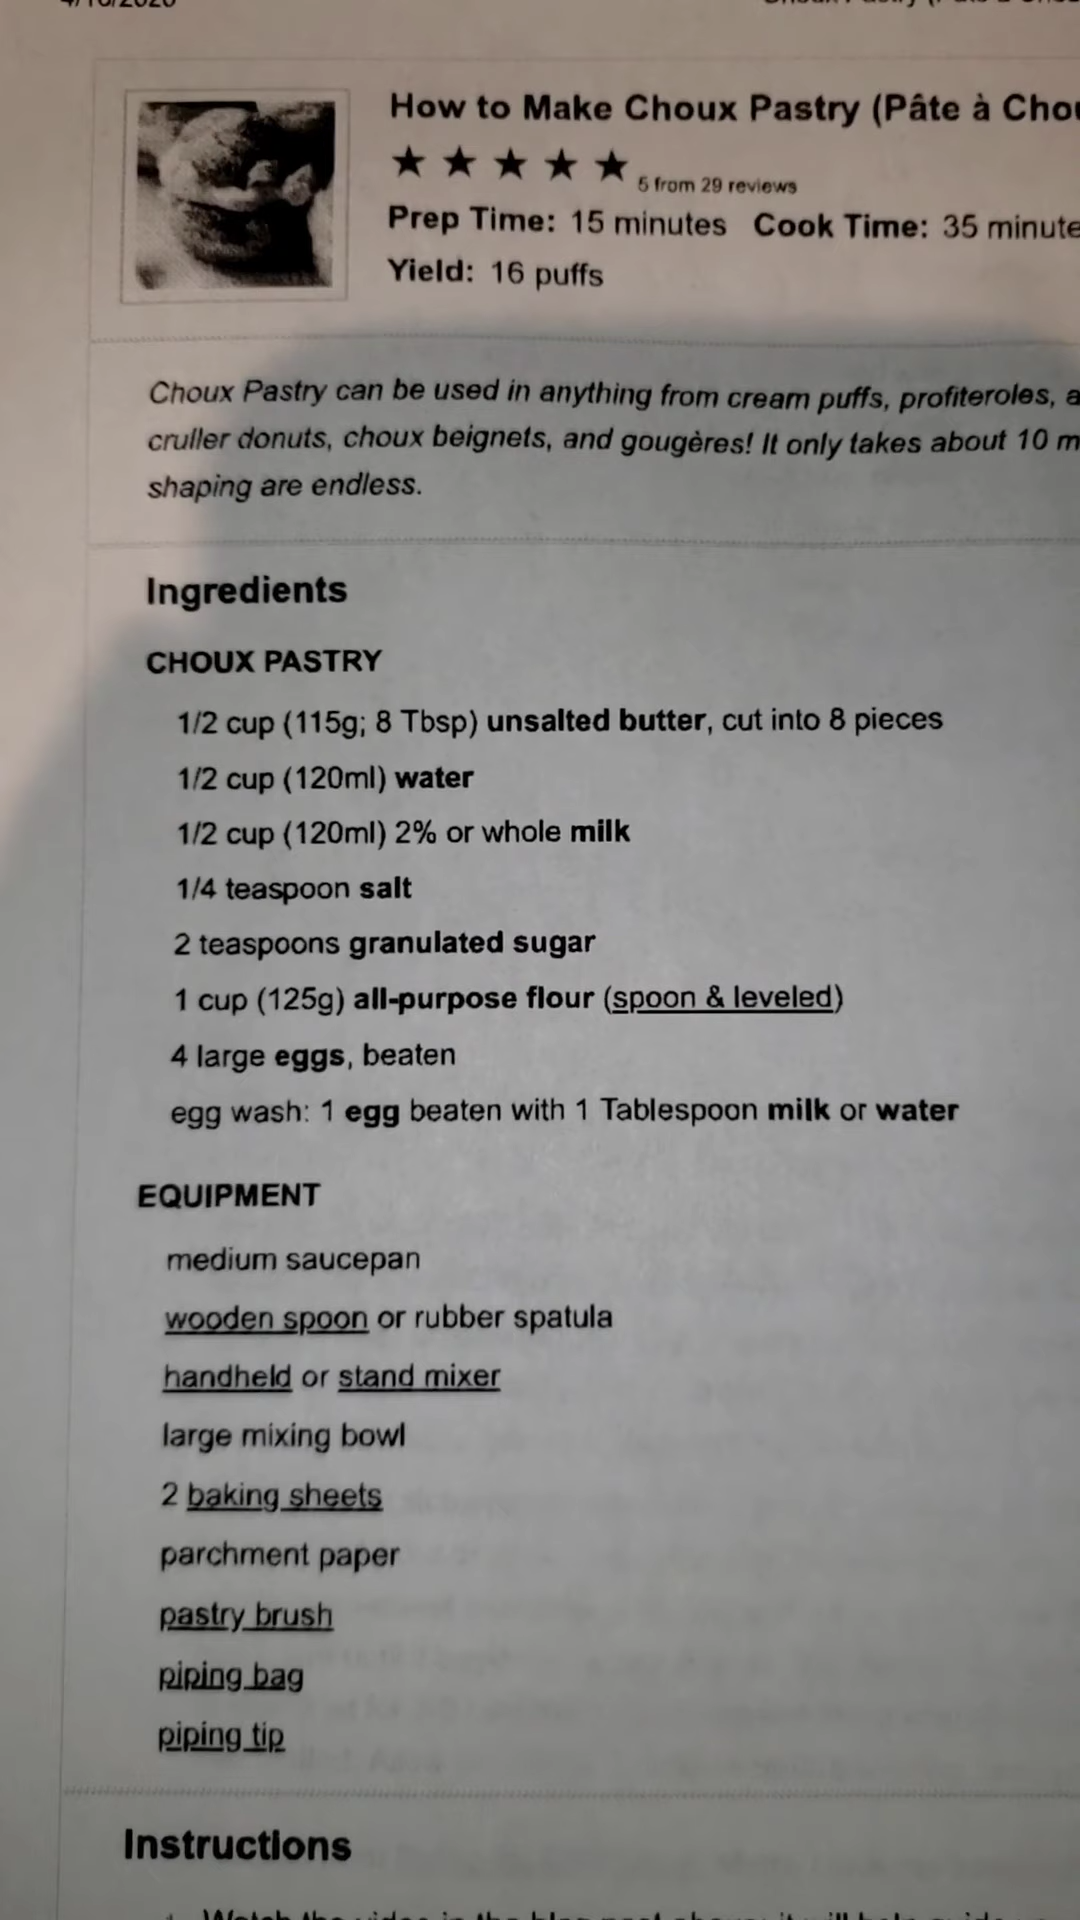 How to Make Choux Pastry (Pâte à
5 from 29 reviews
Prep Time: 15 minutes Cook Time: 35
Yield: 16 puffs
Choux Pastry can be used in anything from cream puffs, profiteroles,
cruller donuts, choux beignets, and gougères! It only takes about 10
shaping are endless.
Ingredients
CHOUX PASTRY
1/2 cup (115g; 8 Tbsp) unsalted butter, cut into 8 pieces
1/2 cup (120ml) water
1/2 cup (120ml) 2% or whole milk
1/4 teaspoon salt
2 teaspoons granulated sugar
1 cup (125g) all-purpose flour (spoon & leveled)
4 large eggs, beaten
egg wash: 1 egg beaten with 1 Tablespoon milk or water
EQUIPMENT
medium saucepan
wooden spoon or rubber spatula
handheld or stand mixer
large mixing bowl
2 baking sheets
parchment paper
pastry brush
piping bag
piping tip
Instructions